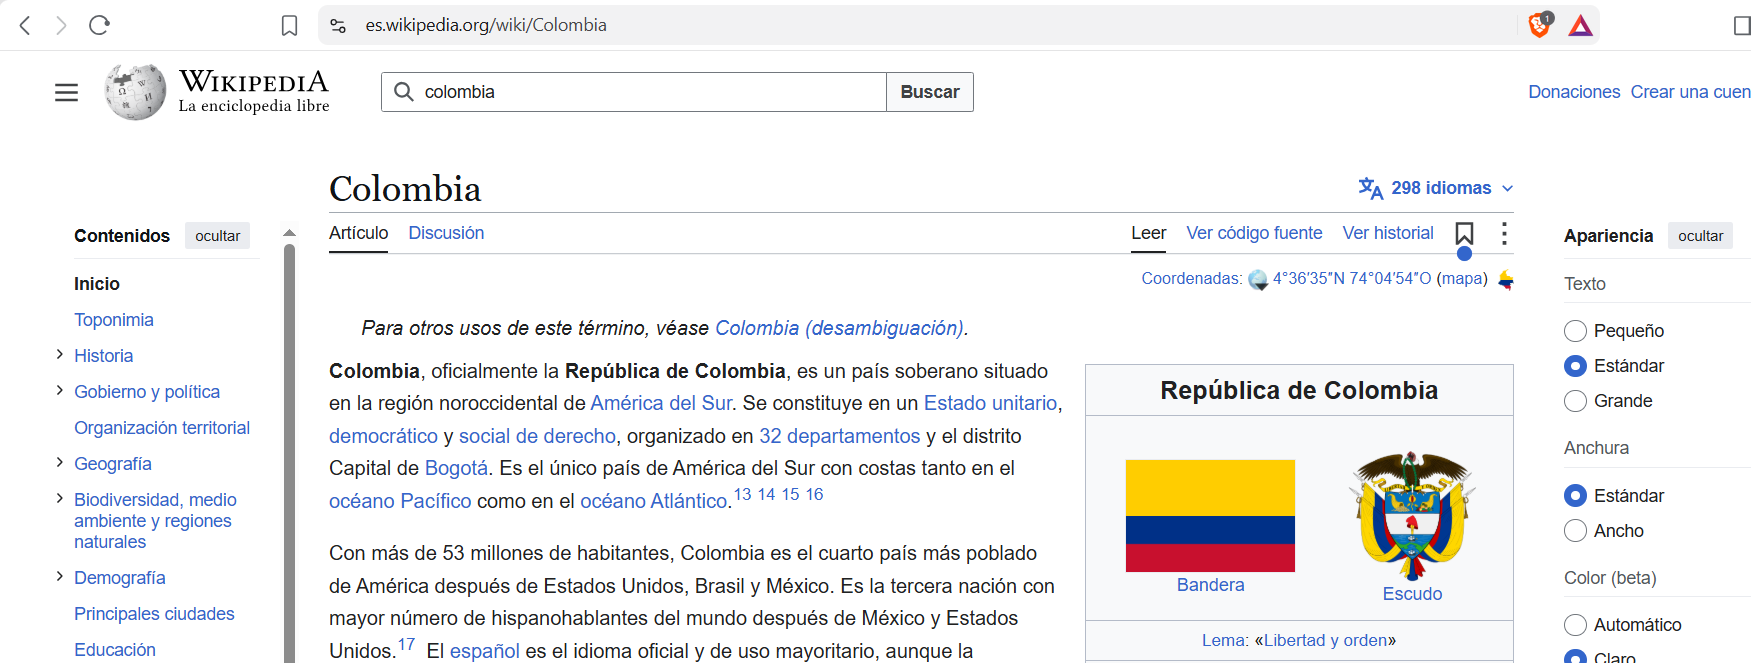 es.wikipedia.org/wiki/Colombia
1
WIKIPEDIA
La enciclopedia libre
colombia
Buscar
Donaciones Crear una cuen
Colombia
298 idiomas
Contenidos ocultar
Inicio
Toponimia
Historia
Gobierno y política
Organización territorial
Geografía
Biodiversidad, medio
ambiente y regiones
naturales
Demografía
Principales ciudades
Educación
Artículo Discusión
Leer Ver código fuente Ver historial
Coordenadas: 4°36′35″N 74°04′54″O (mapa)
Para otros usos de este término, véase Colombia (desambiguación).
Colombia, oficialmente la República de Colombia, es un país soberano situado
en la región noroccidental de América del Sur. Se constituye en un Estado unitario,
democrático y social de derecho, organizado en 32 departamentos y el distrito
Capital de Bogotá. Es el único país de América del Sur con costas tanto en el
océano Pacífico como en el océano Atlántico.13 14 15 16
Con más de 53 millones de habitantes, Colombia es el cuarto país más poblado
de América después de Estados Unidos, Brasil y México. Es la tercera nación con
mayor número de hispanohablantes del mundo después de México y Estados
Unidos.17 El español es el idioma oficial y de uso mayoritario, aunque la
República de Colombia
Bandera
Escudo
Lema: «Libertad y orden»
Apariencia ocultar
Texto
Pequeño
Estándar
Grande
Anchura
Estándar
Ancho
Color (beta)
Automático
Claro